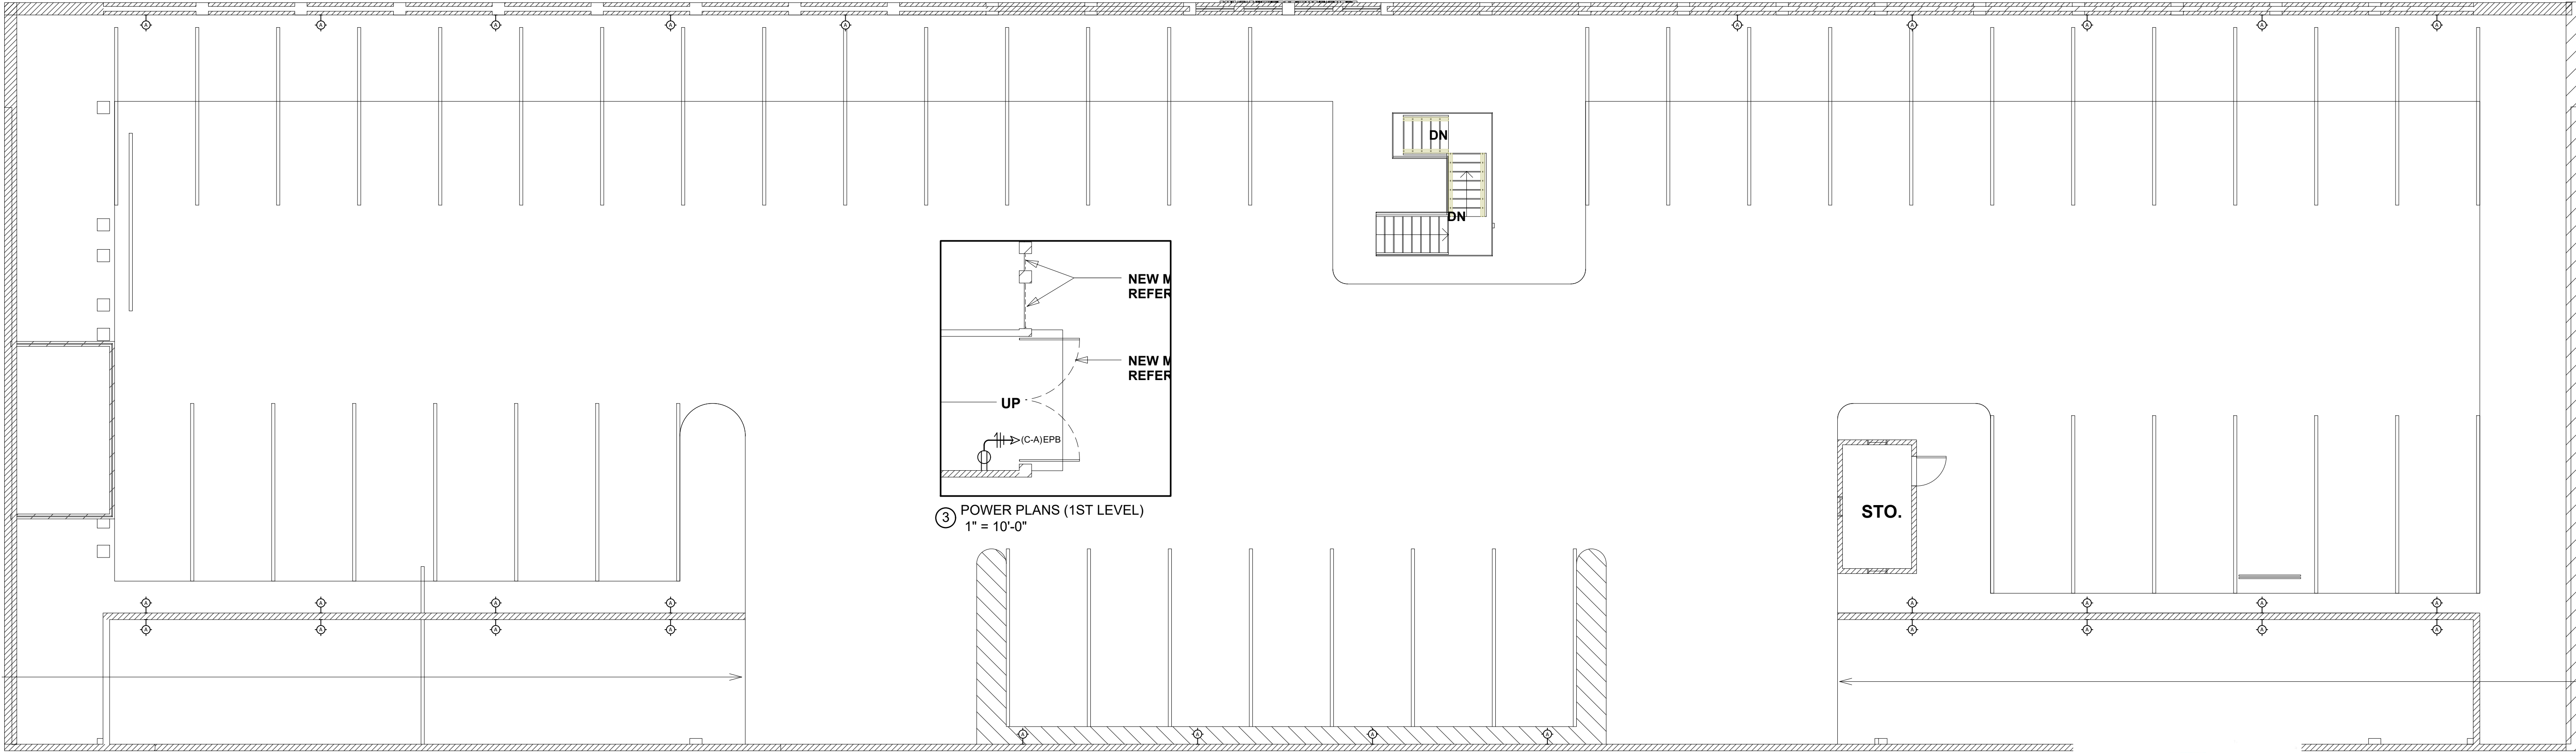 A A A A A A A A A A
DN
DN
NEW M
REFER
NEW M
REFER
UP
(C-A)EPB
3 POWER PLANS (1ST LEVEL)
1" = 10'-0"
STO.
A A A A A A A A
A A A A A A A A
A A A A